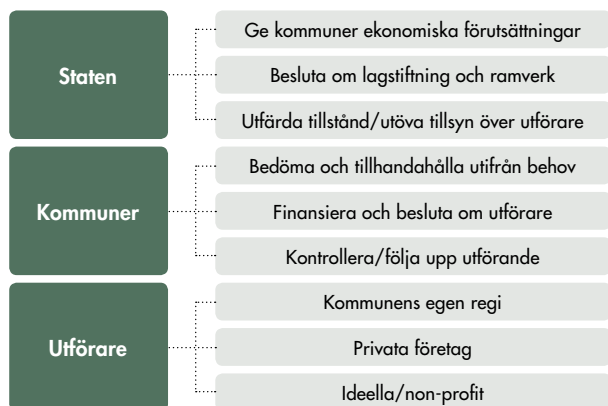 Staten
Ge kommuner ekonomiska förutsättningar
Besluta om lagstiftning och ramverk
Utfärda tillstånd/utöva tillsyn över utförare
Kommuner
Bedöma och tillhandahålla utifrån behov
Finansiera och besluta om utförare
Kontrollera/följa upp utförande
Utförare
Kommunens egen regi
Privata företag
Ideella/non-profit